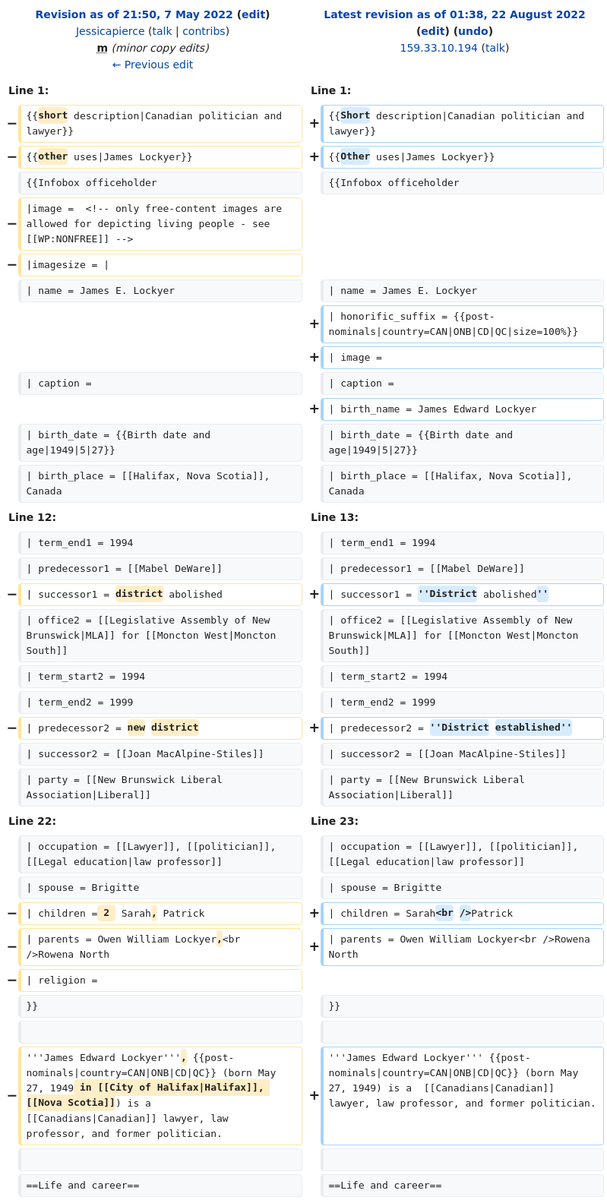 Revision as of 21:50, 7 May 2022 (edit)
Jessicapierce (talk | contribs)
m (minor copy edits)
← Previous edit
Latest revision as of 01:38, 22 August 2022
(edit) (undo)
159.33.10.194 (talk)
Line 1:
Line 1:
− {{short description|Canadian politician and
lawyer}}
+ {{Short description|Canadian politician and
lawyer}}
− {{other uses|James Lockyer}}
+ {{Other uses|James Lockyer}}
{{Infobox officeholder
{{Infobox officeholder
− |image =  <!-- only free-content images are
allowed for depicting living people - see
[[WP:NONFREE]] -->
− |imagesize = |
| name = James E. Lockyer
| name = James E. Lockyer
+ | honorific_suffix = {{post-
nominals|country=CAN|ONB|CD|QC|size=100%}}
+ | image =
| caption =
| caption =
+ | birth_name = James Edward Lockyer
| birth_date = {{Birth date and
age|1949|5|27}}
| birth_date = {{Birth date and
age|1949|5|27}}
| birth_place = [[Halifax, Nova Scotia]],
Canada
| birth_place = [[Halifax, Nova Scotia]],
Canada
Line 12:
Line 13:
| term_end1 = 1994
| term_end1 = 1994
| predecessor1 = [[Mabel DeWare]]
| predecessor1 = [[Mabel DeWare]]
− | successor1 = district abolished
+ | successor1 = ''District abolished''
| office2 = [[Legislative Assembly of New
Brunswick|MLA]] for [[Moncton West|Moncton
South]]
| office2 = [[Legislative Assembly of New
Brunswick|MLA]] for [[Moncton West|Moncton
South]]
| term_start2 = 1994
| term_start2 = 1994
| term_end2 = 1999
| term_end2 = 1999
− | predecessor2 = new district
+ | predecessor2 = ''District established''
| successor2 = [[Joan MacAlpine-Stiles]]
| successor2 = [[Joan MacAlpine-Stiles]]
| party = [[New Brunswick Liberal
Association|Liberal]]
| party = [[New Brunswick Liberal
Association|Liberal]]
Line 22:
Line 23:
| occupation = [[Lawyer]], [[politician]],
[[Legal education|law professor]]
| occupation = [[Lawyer]], [[politician]],
[[Legal education|law professor]]
| spouse = Brigitte
| spouse = Brigitte
− | children = 2  Sarah, Patrick
+ | children = Sarah<br />Patrick
− | parents = Owen William Lockyer,<br
/>Rowena North
+ | parents = Owen William Lockyer<br />Rowena
North
− | religion =
}}
}}
− '''James Edward Lockyer''', {{post-
nominals|country=CAN|ONB|CD|QC}} (born May
27, 1949 in [[City of Halifax|Halifax]],
[[Nova Scotia]]) is a
[[Canadians|Canadian]] lawyer, law
professor, and former politician.
+ '''James Edward Lockyer''' {{post-
nominals|country=CAN|ONB|CD|QC}} (born May
27, 1949) is a  [[Canadians|Canadian]]
lawyer, law professor, and former politician.
==Life and career==
==Life and career==